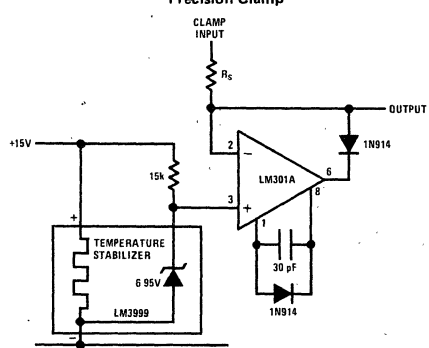 Precision Clamp
CLAMP
INPUT
RS
OUTPUT
+15V
15k
2
−
1N914
LM301A
6
8
3
+
1
+
TEMPERATURE
STABILIZER
30 pF
6 95V
LM3999
1N914
−